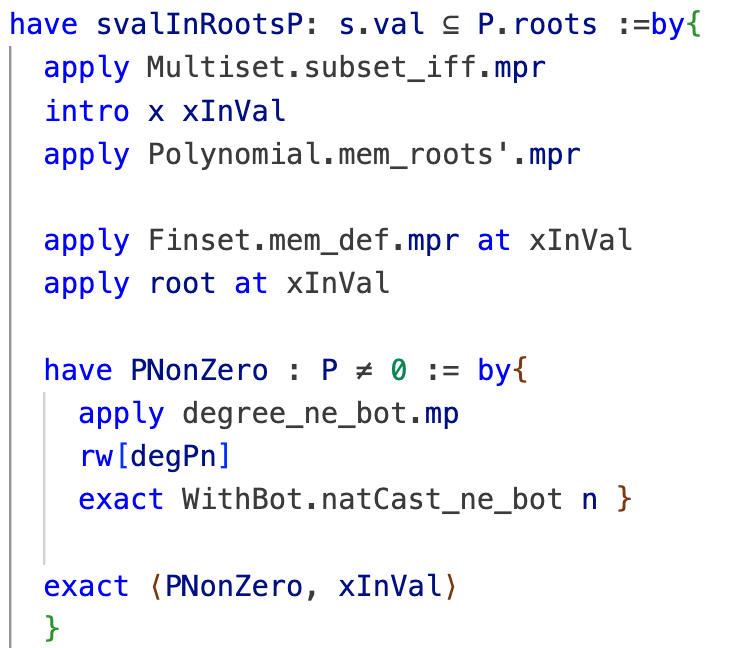 have svalInRootsP: s.val ⊆ P.roots :=by{
apply Multiset.subset_iff.mpr
intro x xInVal
apply Polynomial.mem_roots'.mpr
apply Finset.mem_def.mpr at xInVal
apply root at xInVal
have PNonZero : P ≠ 0 := by{
apply degree_ne_bot.mp
rw[degPn]
exact WithBot.natCast_ne_bot n }
exact ⟨PNonZero, xInVal⟩
}